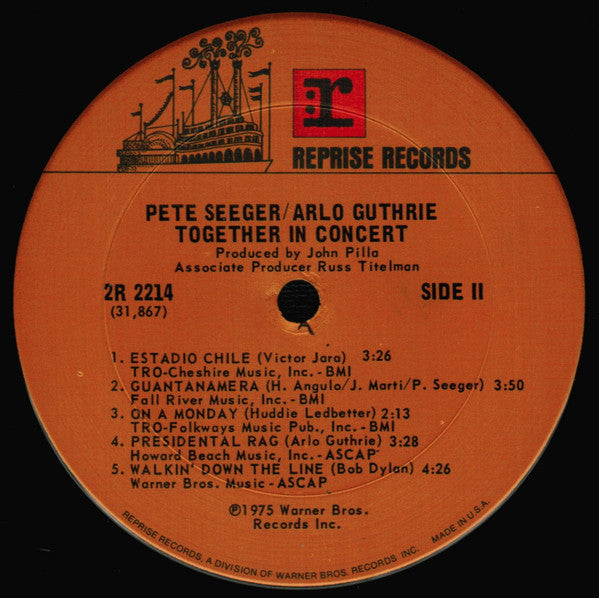 r
REPRISE RECORDS
PETE SEEGER/ARLO GUTHRIE
TOGETHER IN CONCERT
Produced by John Pilla
Associate Producer Russ Titelman
2R 2214
SIDE II
(31,867)
1. ESTADIO CHILE (Victor Jara) 3:26
TRO-Cheshire Music, Inc.-BMI
2. GUANTANAMERA (H. Angulo/J. Marti/P. Seeger) 3:50
Fall River Music, Inc.-BMI
3. ON A MONDAY (Huddie Ledbetter) 2:13
TRO-Folkways Music Pub., Inc.-BMI
4. PRESIDENTAL RAG (Arlo Guthrie) 3:28
Howard Beach Music, Inc.-ASCAP
5. WALKIN' DOWN THE LINE (Bob Dylan) 4:26
Warner Bros. Music-ASCAP
℗1975 Warner Bros.
Records Inc.
REPRISE RECORDS, A DIVISION OF WARNER BROS. RECORDS INC. MADE IN U.S.A.